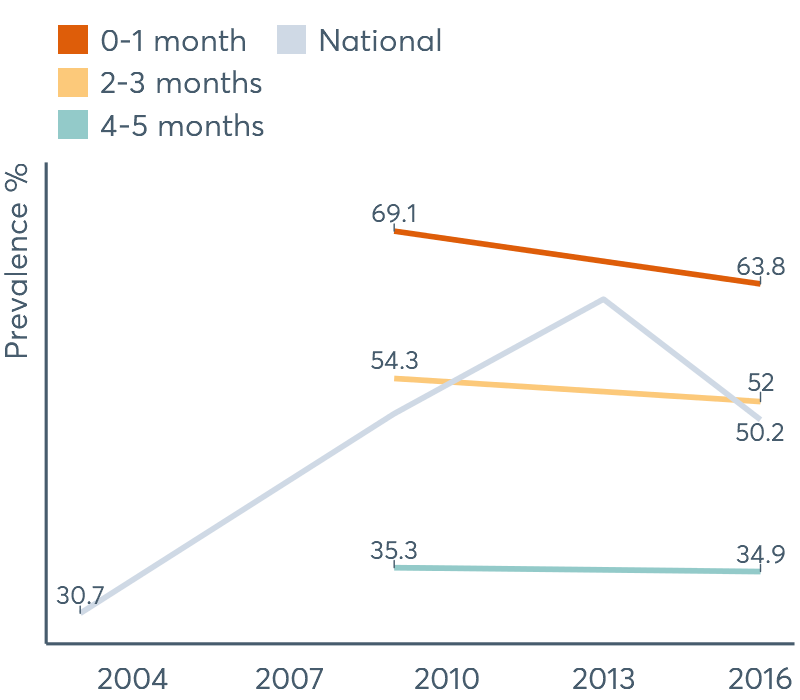 0-1 month National
2-3 months
4-5 months
Prevalence %
69.1
63.8
54.3
52
50.2
35.3
34.9
30.7
2004 2007 2010 2013 2016